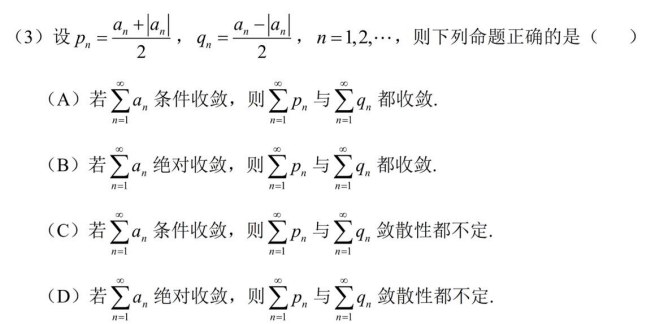 （3）设 $p_n = \frac{a_n + |a_n|}{2}$，$q_n = \frac{a_n - |a_n|}{2}$，$n = 1, 2, \cdots$，则下列命题正确的是（　　）
（A）若 $\sum_{n=1}^{\infty} a_n$ 条件收敛，则 $\sum_{n=1}^{\infty} p_n$ 与 $\sum_{n=1}^{\infty} q_n$ 都收敛.
（B）若 $\sum_{n=1}^{\infty} a_n$ 绝对收敛，则 $\sum_{n=1}^{\infty} p_n$ 与 $\sum_{n=1}^{\infty} q_n$ 都收敛.
（C）若 $\sum_{n=1}^{\infty} a_n$ 条件收敛，则 $\sum_{n=1}^{\infty} p_n$ 与 $\sum_{n=1}^{\infty} q_n$ 敛散性都不定.
（D）若 $\sum_{n=1}^{\infty} a_n$ 绝对收敛，则 $\sum_{n=1}^{\infty} p_n$ 与 $\sum_{n=1}^{\infty} q_n$ 敛散性都不定.